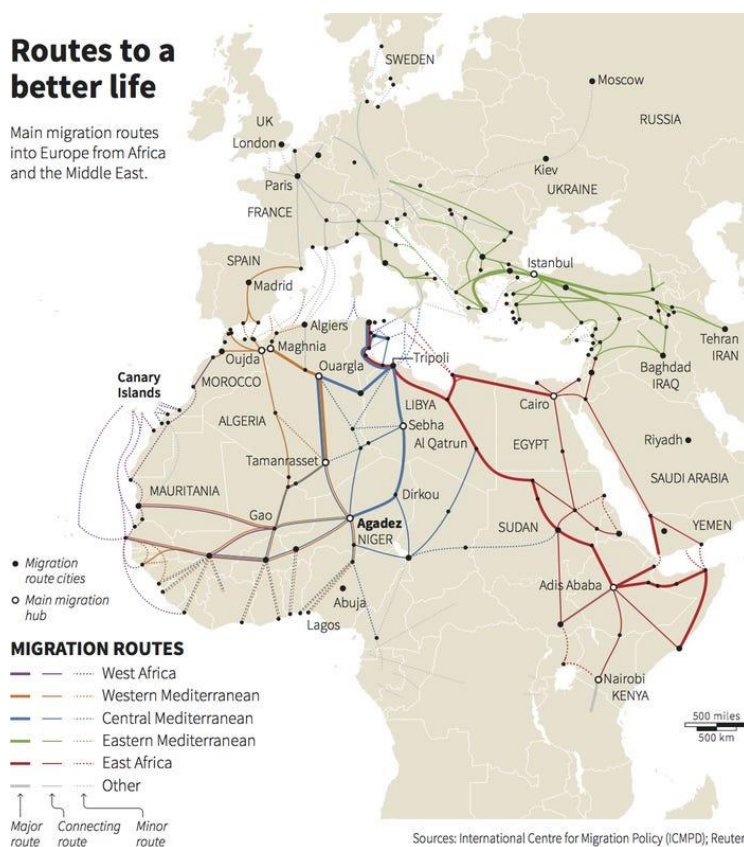 Routes to a
better life
Main migration routes
into Europe from Africa
and the Middle East.
SWEDEN
Moscow
UK
London
RUSSIA
Kiev
Paris
UKRAINE
FRANCE
SPAIN
Istanbul
Madrid
Algiers
Tehran
IRAN
Oujda
Maghnia
Ouargla
Tripoli
Baghdad
IRAQ
Canary
Islands
MOROCCO
LIBYA
Cairo
ALGERIA
Sebha
Al Qatrun
EGYPT
Riyadh
Tamanrasset
SAUDI ARABIA
MAURITANIA
Dirkou
Gao
Agadez
NIGER
SUDAN
YEMEN
Migration
route cities
Main migration
hub
Abuja
Adis Ababa
Lagos
MIGRATION ROUTES
West Africa
Western Mediterranean
Central Mediterranean
Eastern Mediterranean
East Africa
Other
Nairobi
KENYA
500 miles
500 km
Major
route
Connecting
route
Minor
route
Sources: International Centre for Migration Policy (ICMPD); Reuter